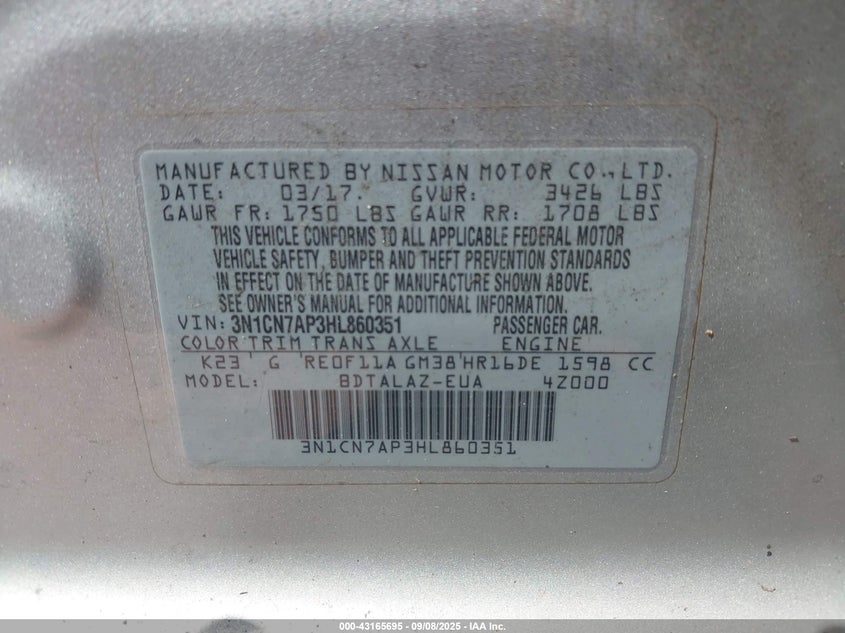 MANUFACTURED BY NISSAN MOTOR CO., LTD.
DATE: 03/17. GVWR: 3426 LBS
GAWR FR: 1750 LBS GAWR RR: 1708 LBS
THIS VEHICLE CONFORMS TO ALL APPLICABLE FEDERAL MOTOR
VEHICLE SAFETY, BUMPER AND THEFT PREVENTION STANDARDS
IN EFFECT ON THE DATE OF MANUFACTURE SHOWN ABOVE.
SEE OWNER'S MANUAL FOR ADDITIONAL INFORMATION.
VIN: 3N1CN7AP3HL860351 PASSENGER CAR.
COLOR TRIM TRANS AXLE ENGINE
K23 G RE0F11A GM38 HR16DE 1598 CC
MODEL: BDTALAZ-EUA 4Z000
3N1CN7AP3HL860351
000-43165695 - 09/08/2025 - IAA Inc.